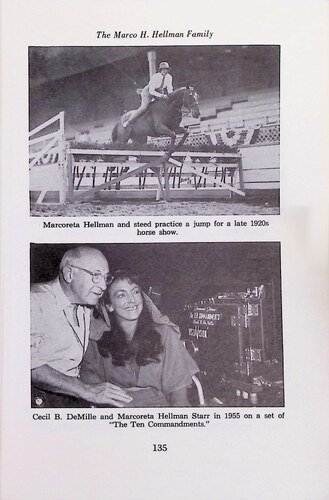 The Marco H. Hellman Family
Marcoreta Hellman and steed practice a jump for a late 1920s
horse show.
Cecil B. DeMille and Marcoreta Hellman Starr in 1955 on a set of
"The Ten Commandments."
135